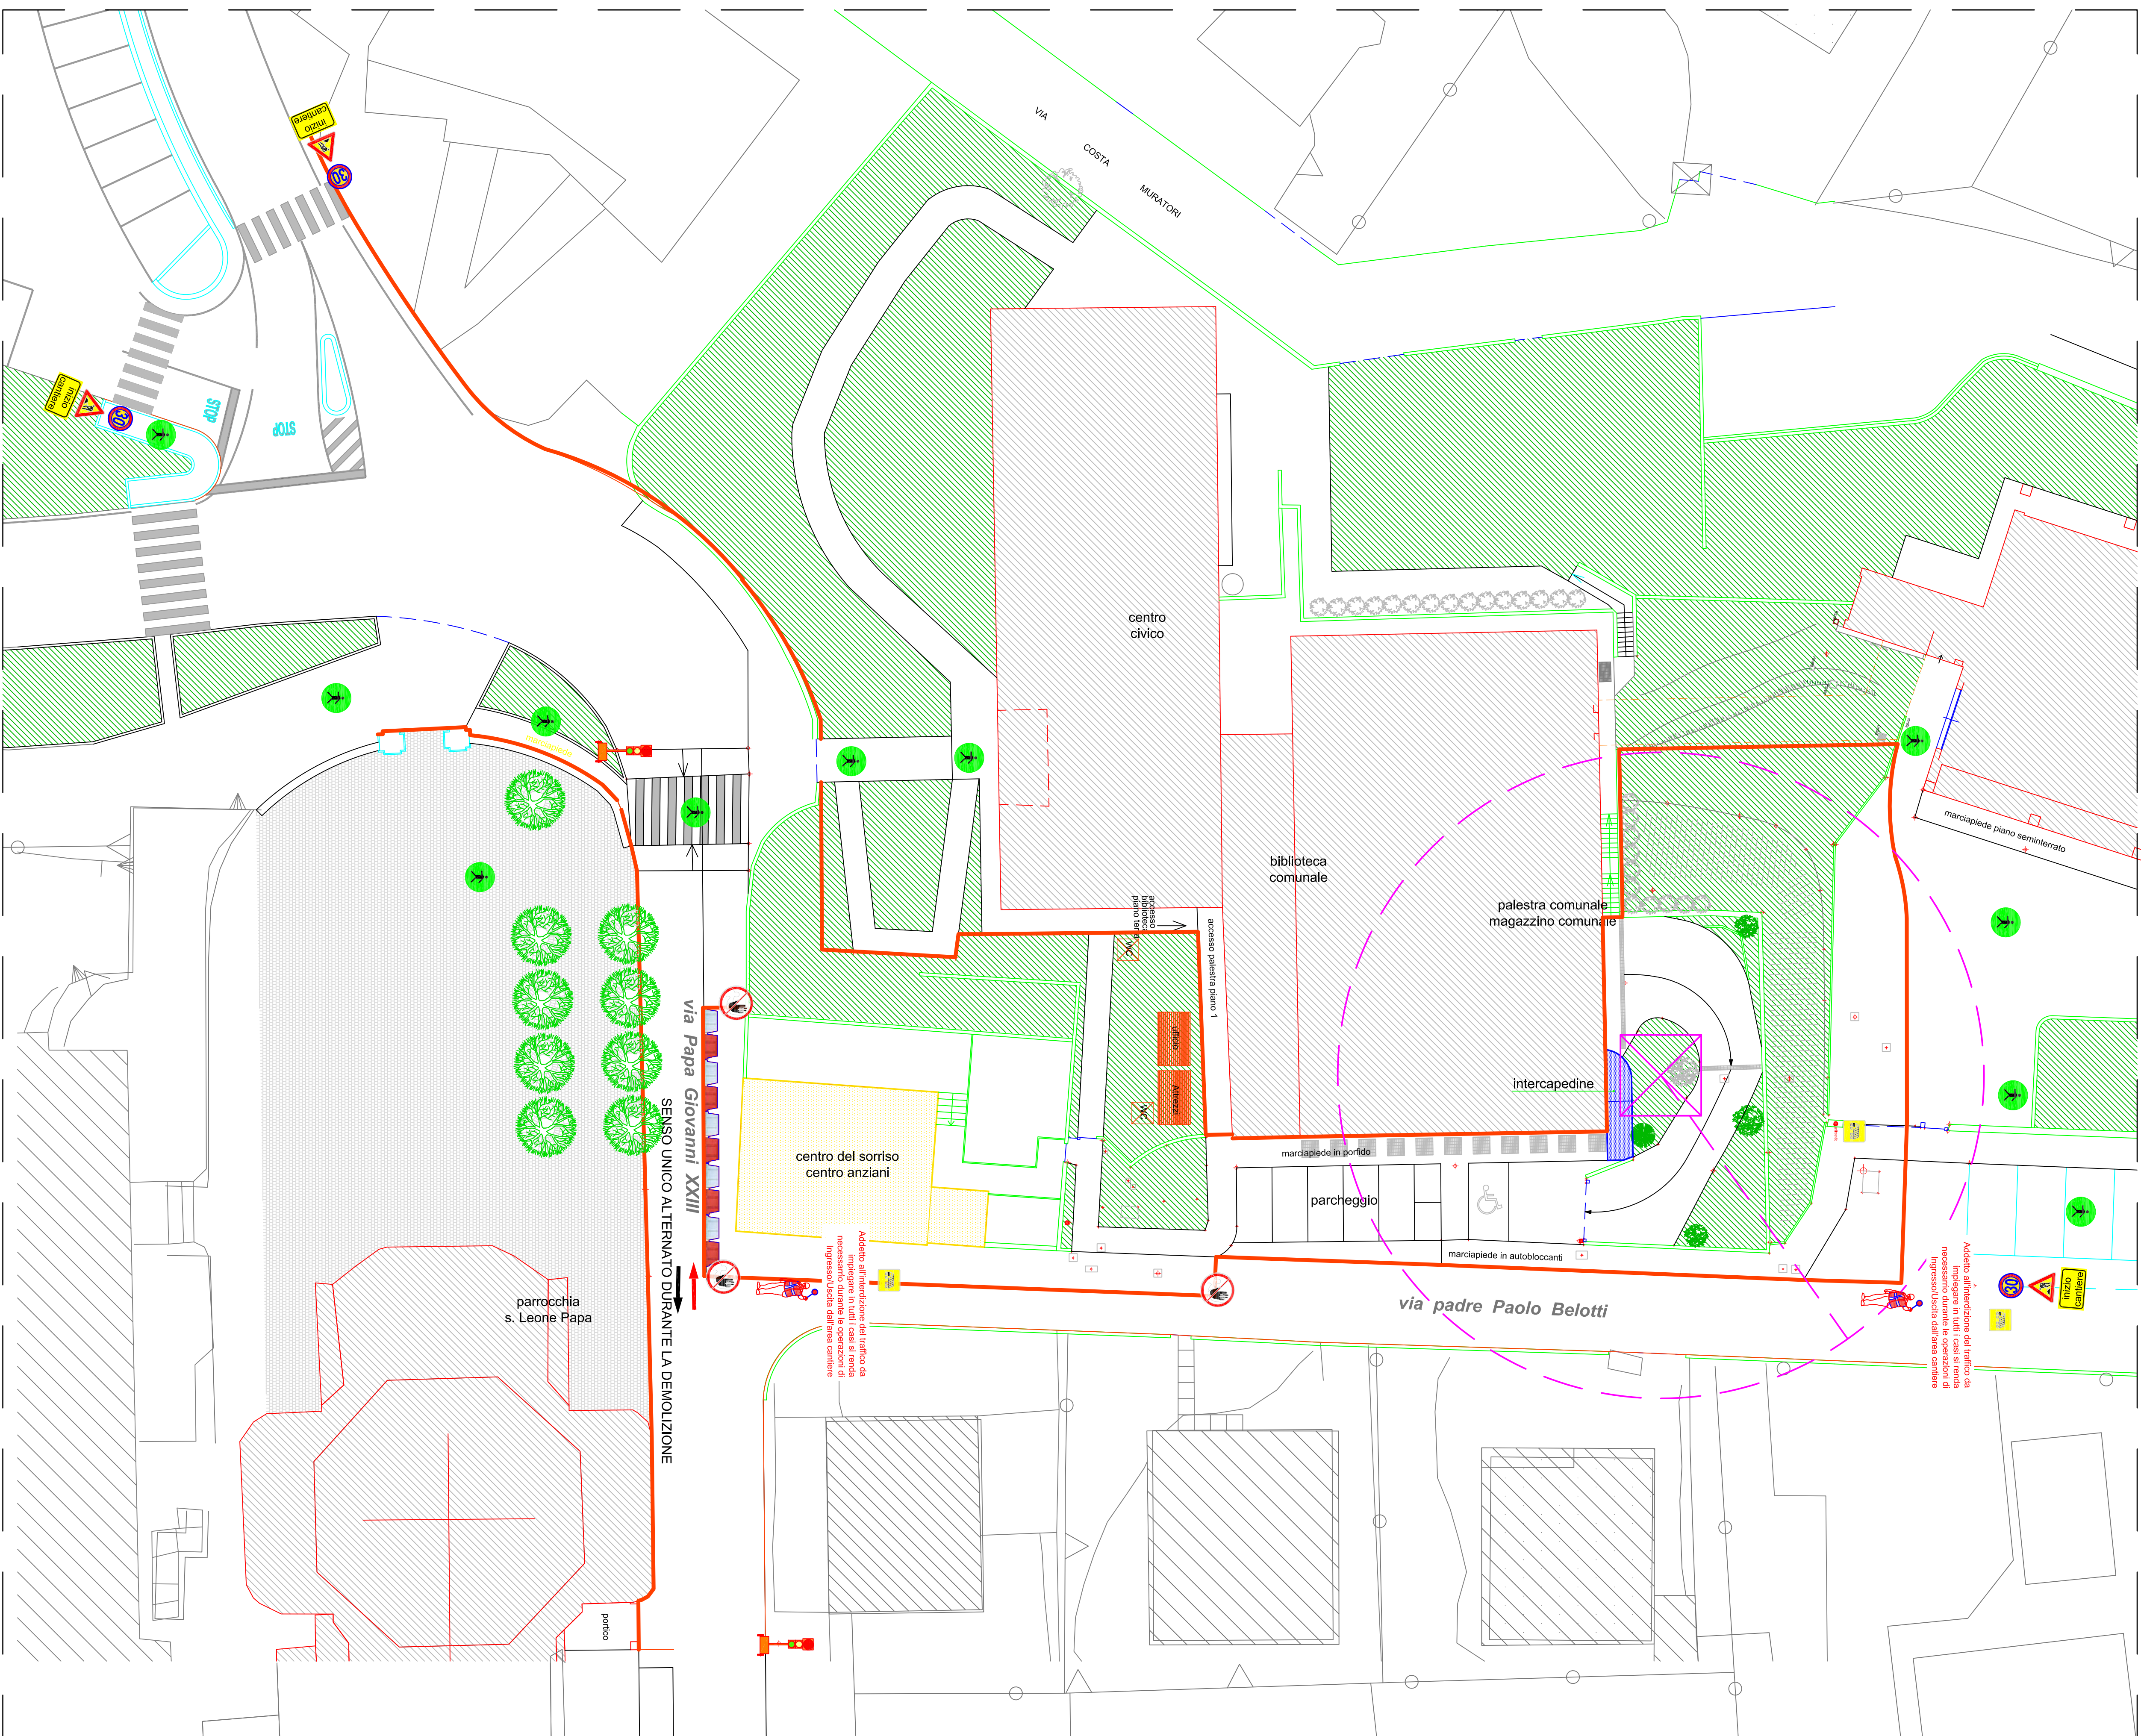 inizio
cantiere
30
VIA
COSTA
MURATORI
inizio
cantiere
30
STOP
STOP
centro
civico
marciapiede piano seminterrato
biblioteca
comunale
accesso
biblioteca
piano terra
WC
accesso palestra piano 1
palestra comunale
magazzino comunale
ufficio
Attrezzi
WC
intercapedine
via Papa Giovanni XXIII
SENSO UNICO ALTERNATO DURANTE LA DEMOLIZIONE
centro del sorriso
centro anziani
marciapiede in porfido
parcheggio
marciapiede in autobloccanti
Addetto all'interdizione del traffico da
impiegare in tutti i casi si renda
necessarrio durante le operazioni di
Ingresso/Uscita dall'area cantiere
parrocchia
s. Leone Papa
via padre Paolo Belotti
Addetto all'interdizione del traffico da
impiegare in tutti i casi si renda
necessarrio durante le operazioni di
Ingresso/Uscita dall'area cantiere
30
inizio
cantiere
portico